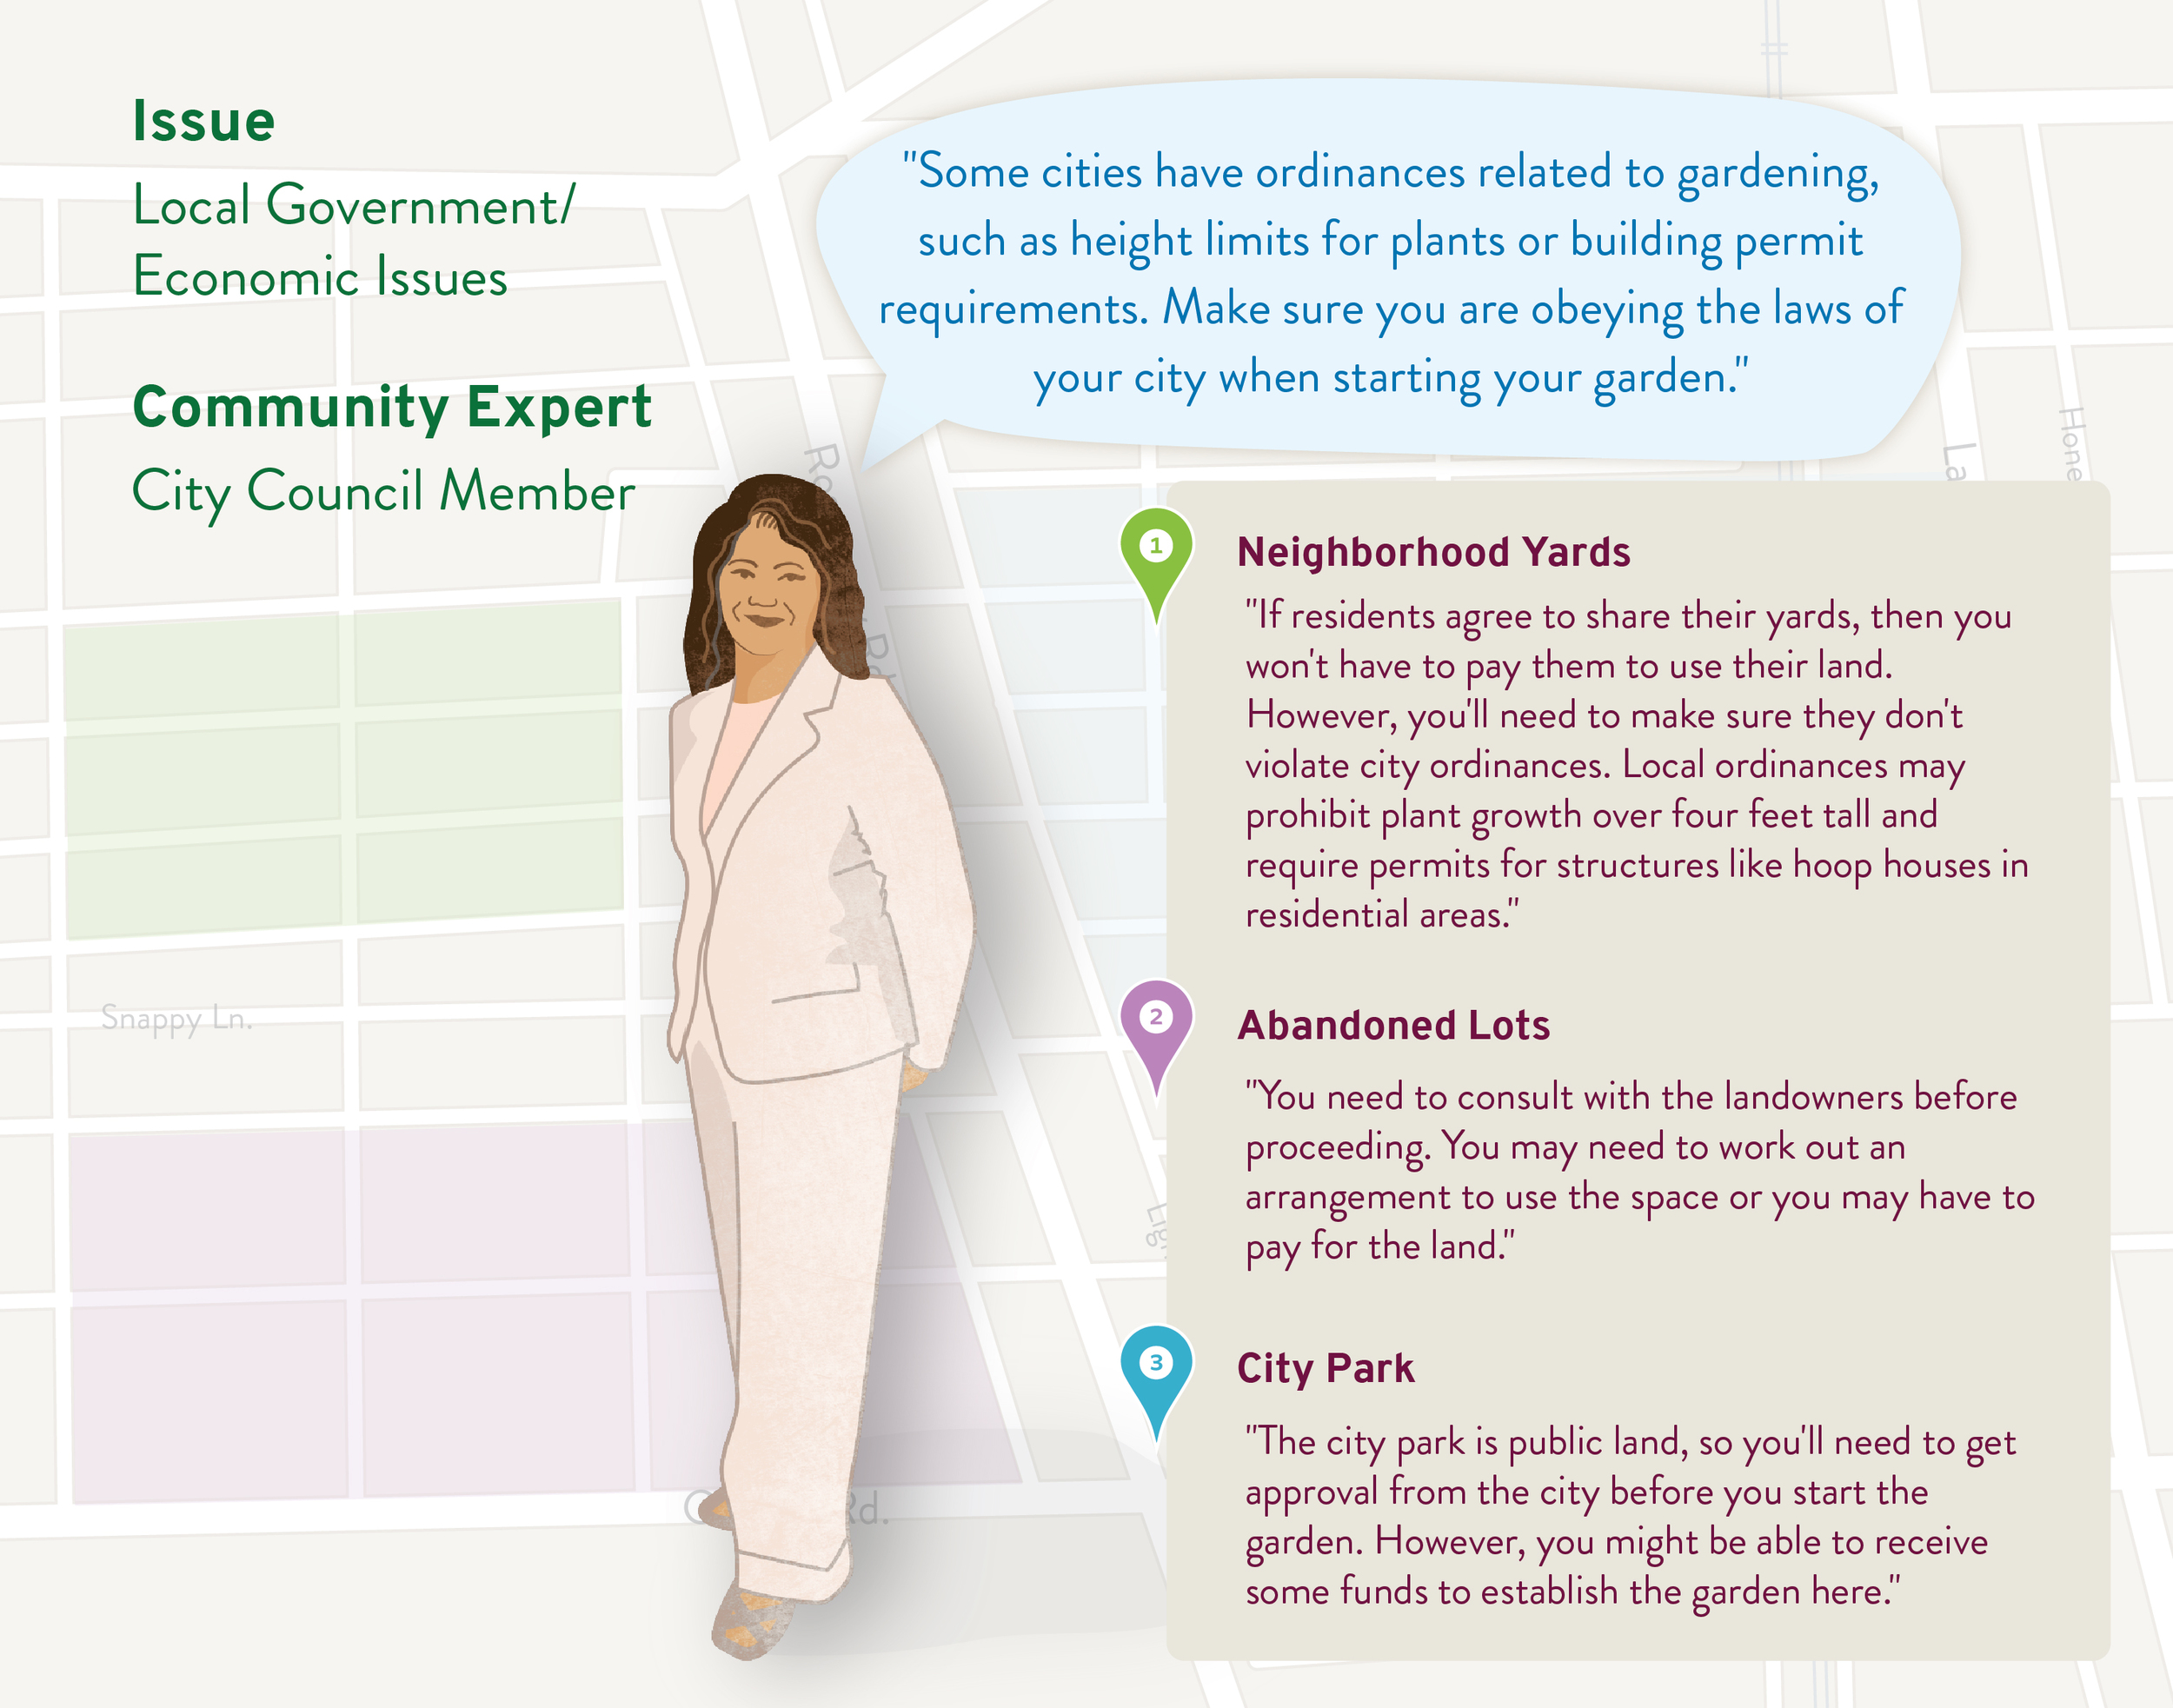 Issue
Local Government/
Economic Issues
Community Expert
City Council Member
"Some cities have ordinances related to gardening,
such as height limits for plants or building permit
requirements. Make sure you are obeying the laws of
your city when starting your garden."
1
Neighborhood Yards
"If residents agree to share their yards, then you
won't have to pay them to use their land.
However, you'll need to make sure they don't
violate city ordinances. Local ordinances may
prohibit plant growth over four feet tall and
require permits for structures like hoop houses in
residential areas."
2
Abandoned Lots
"You need to consult with the landowners before
proceeding. You may need to work out an
arrangement to use the space or you may have to
pay for the land."
3
City Park
"The city park is public land, so you'll need to get
approval from the city before you start the
garden. However, you might be able to receive
some funds to establish the garden here."
Snappy Ln.
Rd.
Rd.